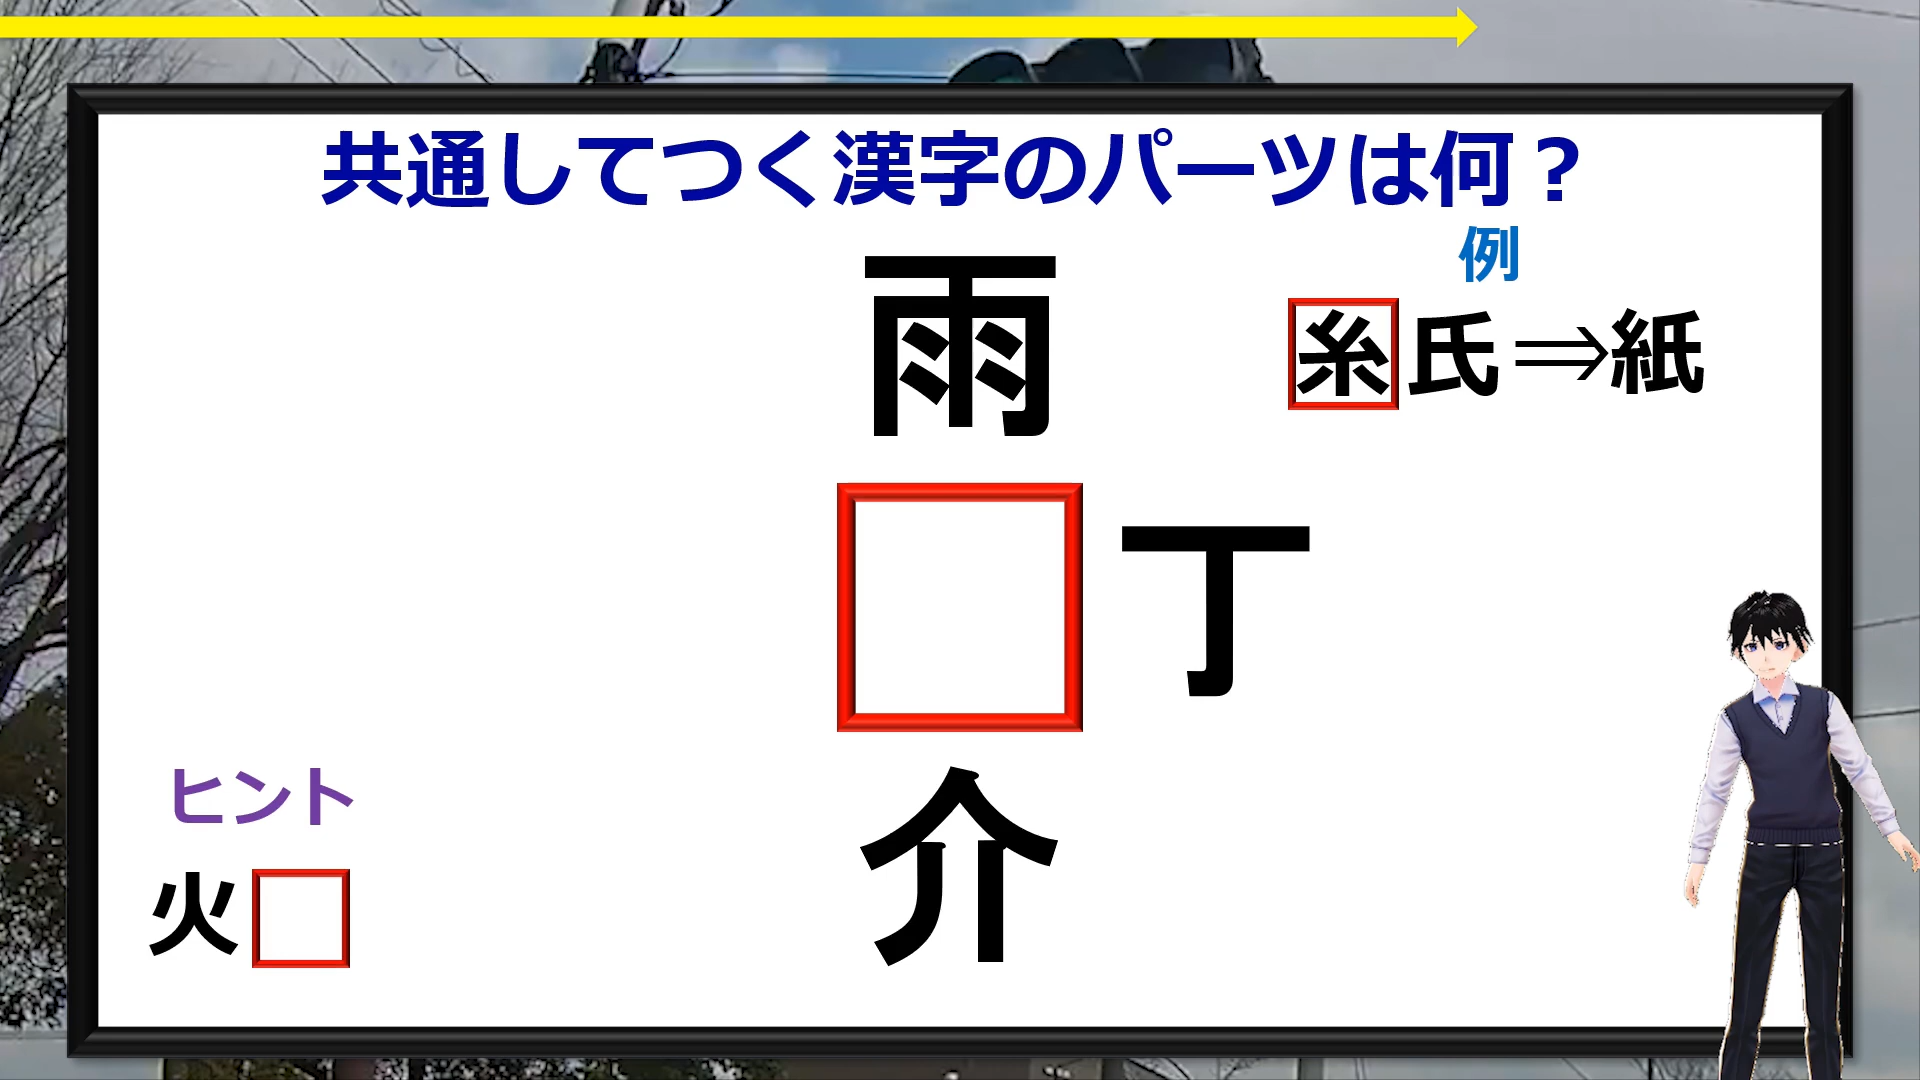 共通してつく漢字のパーツは何？
例
糸氏⇒紙
雨
丁
介
ヒント
火